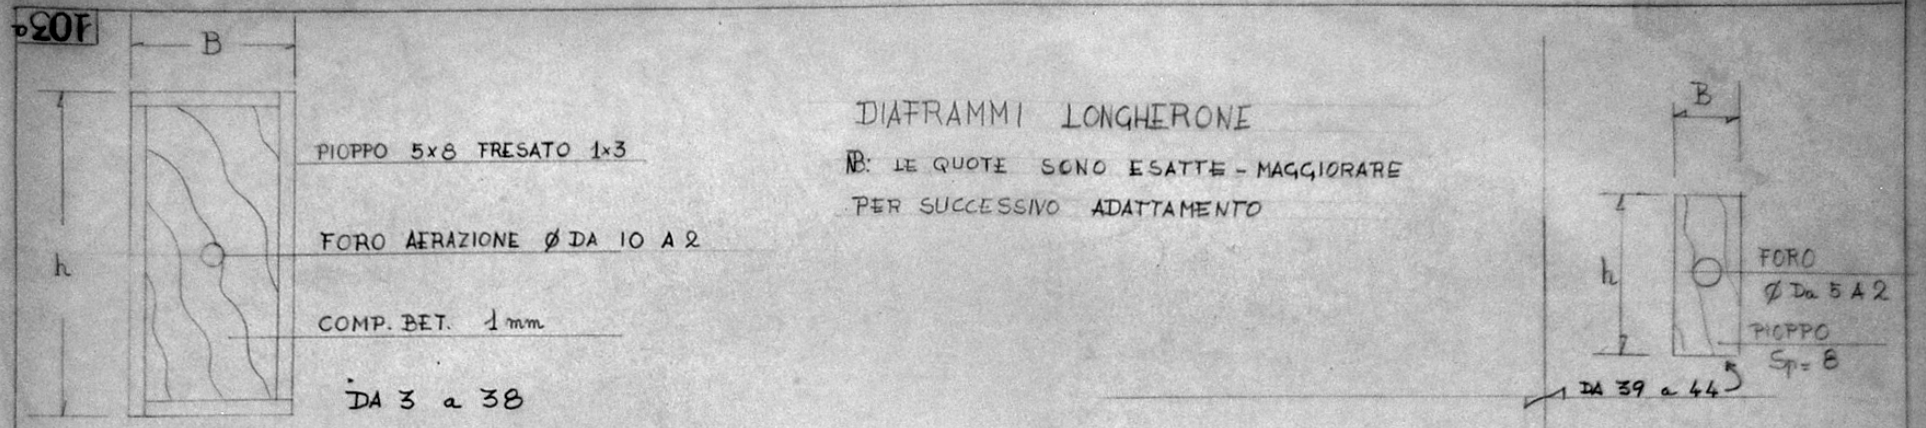 103a
B
h
PIOPPO 5x8 FRESATO 1x3
FORO AERAZIONE Ø DA 10 A 2
COMP. BET. 1 mm
DA 3 a 38
DIAFRAMMI LONGHERONE
NB: LE QUOTE SONO ESATTE - MAGGIORARE
PER SUCCESSIVO ADATTAMENTO
B
h
FORO
Ø Da 5 A 2
PIOPPO
Sp= 8
DA 39 a 44